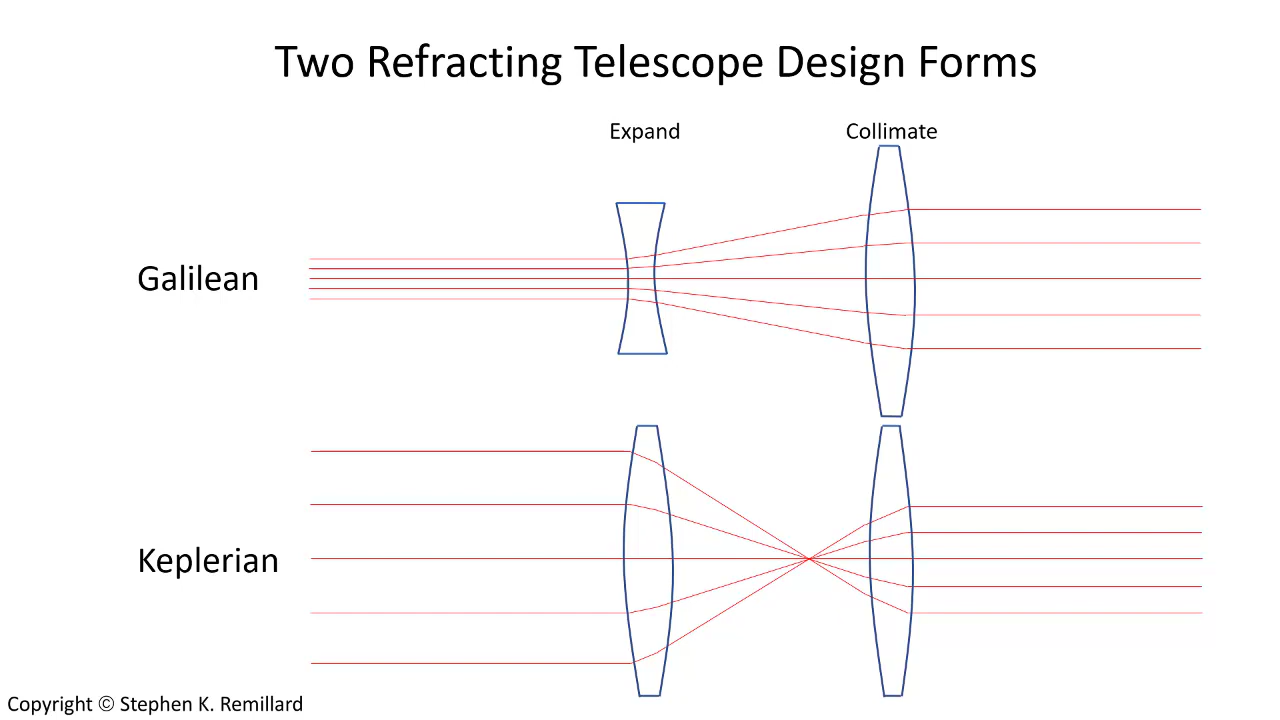 Two Refracting Telescope Design Forms
Expand
Collimate
Galilean
Keplerian
Copyright © Stephen K. Remillard